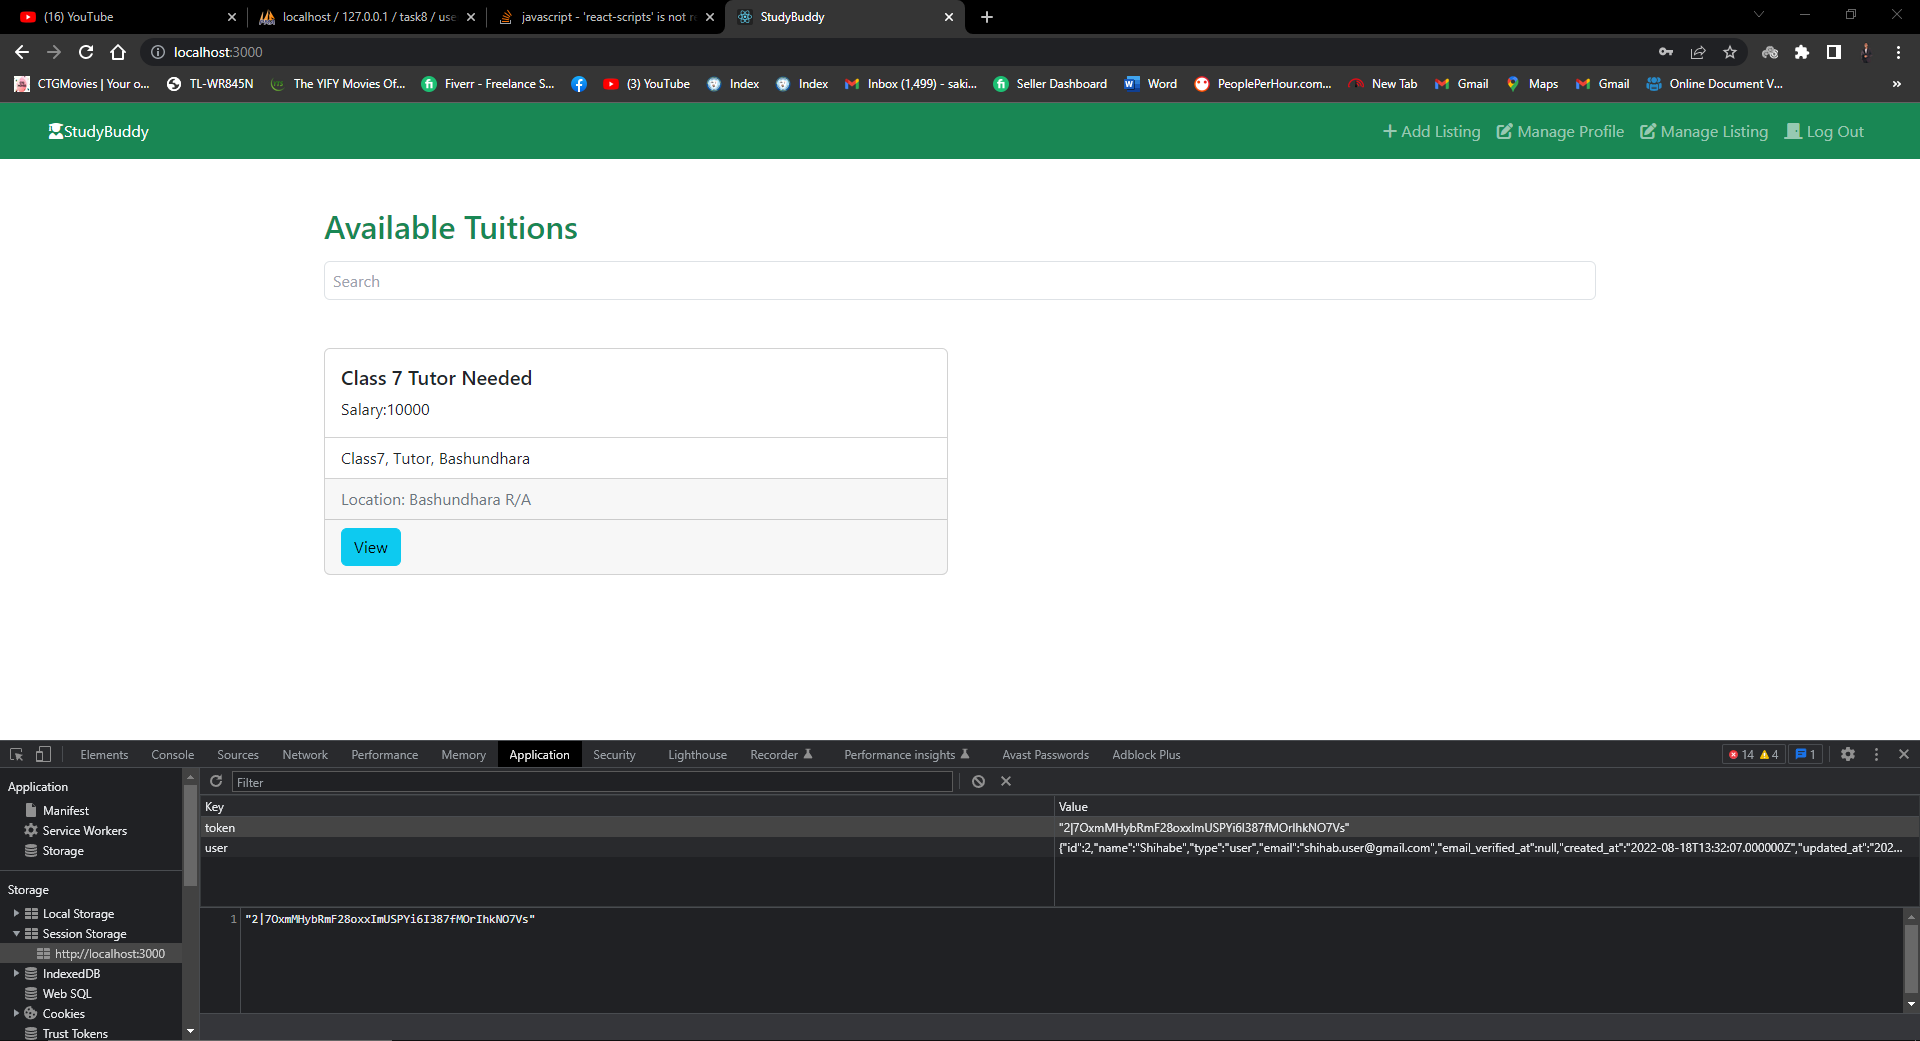 (16) YouTube
localhost / 127.0.0.1 / task8 / use
javascript - 'react-scripts' is not r
StudyBuddy
localhost:3000
CTGMovies | Your o...
TL-WR845N
The YIFY Movies Of...
Fiverr - Freelance S...
(3) YouTube
Index
Index
Inbox (1,499) - saki...
Seller Dashboard
Word
PeoplePerHour.com...
New Tab
Gmail
Maps
Gmail
Online Document V...
»
StudyBuddy
Add Listing
Manage Profile
Manage Listing
Log Out
Available Tuitions
Search
Class 7 Tutor Needed
Salary:10000
Class7, Tutor, Bashundhara
Location: Bashundhara R/A
View
Elements
Console
Sources
Network
Performance
Memory
Application
Security
Lighthouse
Recorder
Performance insights
Avast Passwords
Adblock Plus
14
4
1
Application
Manifest
Service Workers
Storage
Storage
Local Storage
Session Storage
http://localhost:3000
IndexedDB
Web SQL
Cookies
Trust Tokens
Filter
Key
Value
token
"2|7OxmMHybRmF28oxxImUSPYi6I387fMOrIhkNO7Vs"
user
{"id":2,"name":"Shihabe","type":"user","email":"shihab.user@gmail.com","email_verified_at":null,"created_at":"2022-08-18T13:32:07.000000Z","updated_at":"202...
1 "2|7OxmMHybRmF28oxxImUSPYi6I387fMOrIhkNO7Vs"